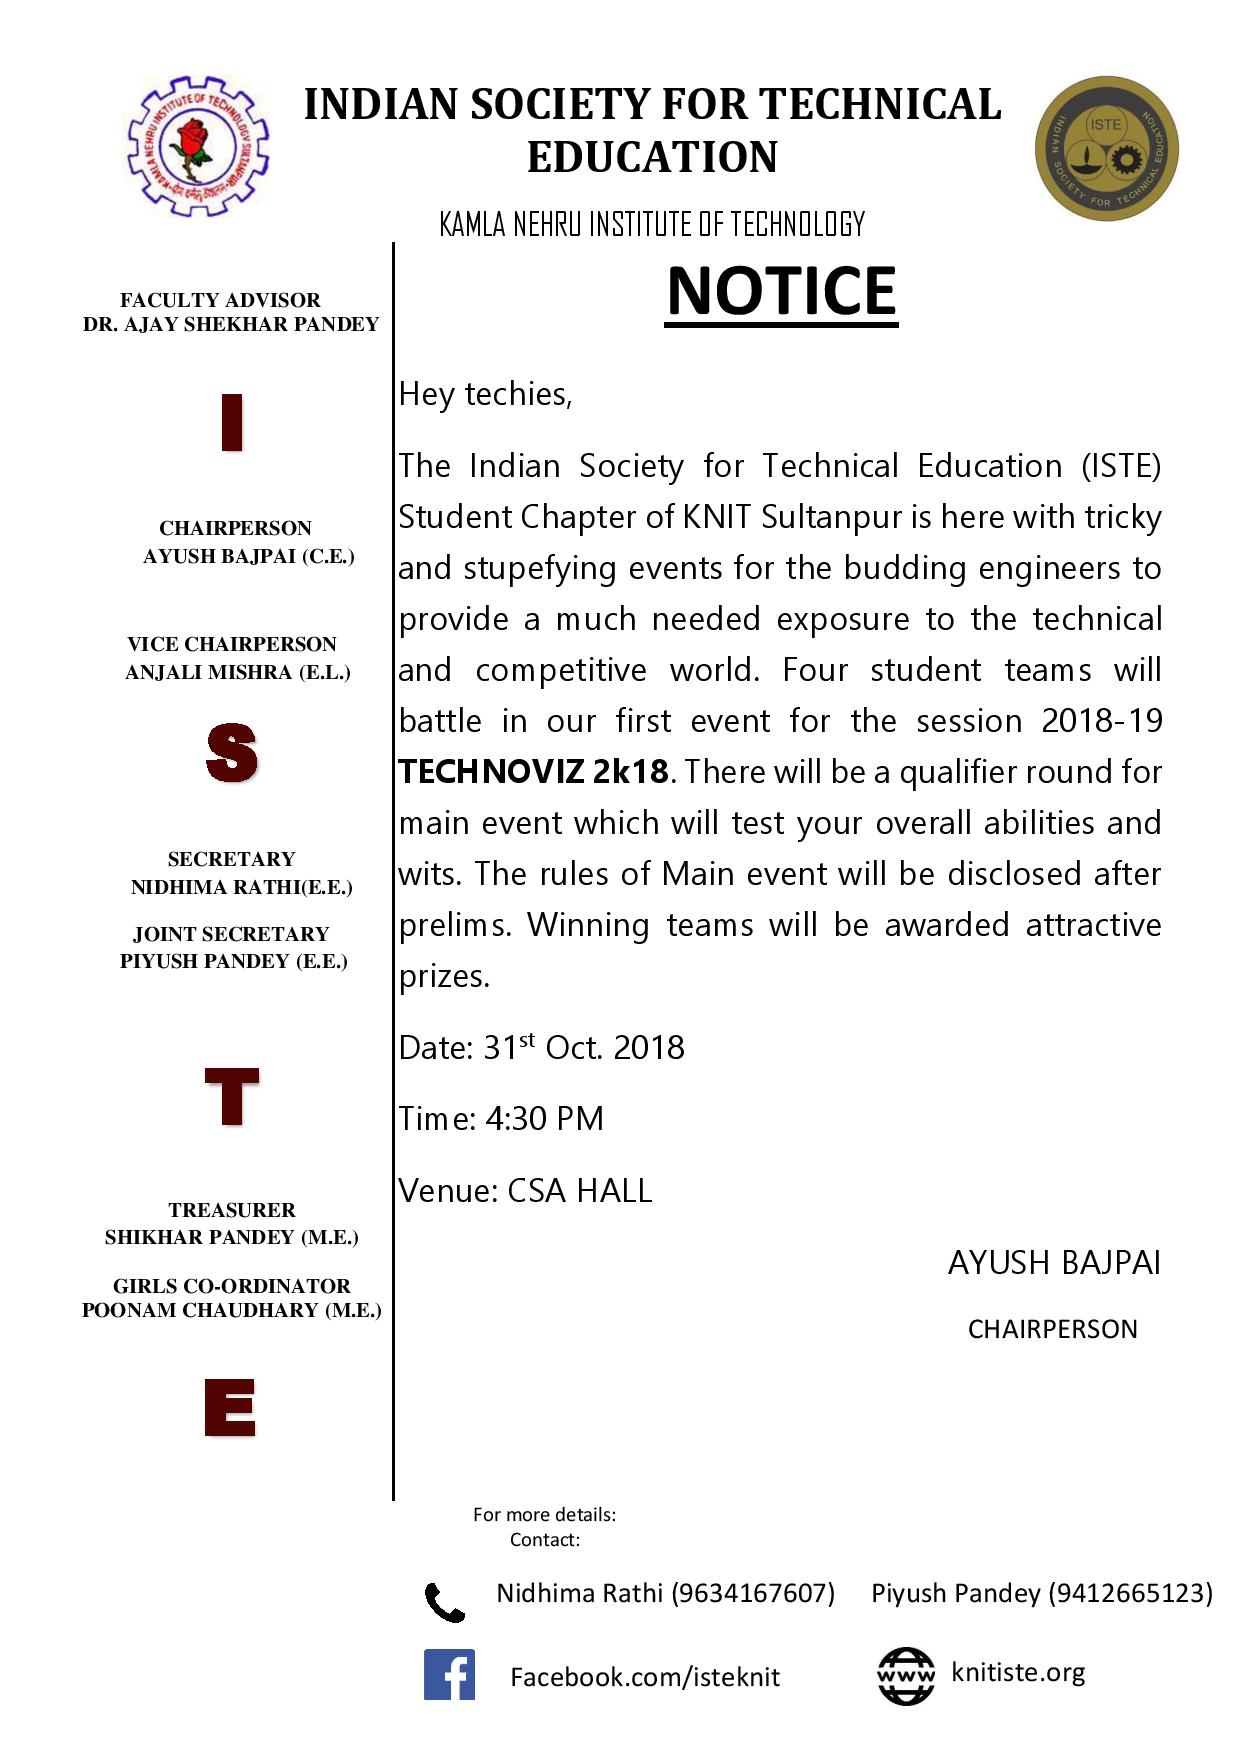 INDIAN SOCIETY FOR TECHNICAL
EDUCATION
KAMLA NEHRU INSTITUTE OF TECHNOLOGY
KAMLA NEHRU INSTITUTE OF TECHNOLOGY SULTANPUR
ISTE
INDIAN SOCIETY FOR TECHNICAL EDUCATION
FACULTY ADVISOR
DR. AJAY SHEKHAR PANDEY
I
CHAIRPERSON
AYUSH BAJPAI (C.E.)
VICE CHAIRPERSON
ANJALI MISHRA (E.L.)
S
SECRETARY
NIDHIMA RATHI(E.E.)
JOINT SECRETARY
PIYUSH PANDEY (E.E.)
T
TREASURER
SHIKHAR PANDEY (M.E.)
GIRLS CO-ORDINATOR
POONAM CHAUDHARY (M.E.)
E
NOTICE
Hey techies,
The Indian Society for Technical Education (ISTE)
Student Chapter of KNIT Sultanpur is here with tricky
and stupefying events for the budding engineers to
provide a much needed exposure to the technical
and competitive world. Four student teams will
battle in our first event for the session 2018-19
TECHNOVIZ 2k18. There will be a qualifier round for
main event which will test your overall abilities and
wits. The rules of Main event will be disclosed after
prelims. Winning teams will be awarded attractive
prizes.
Date: 31st Oct. 2018
Time: 4:30 PM
Venue: CSA HALL
AYUSH BAJPAI
CHAIRPERSON
For more details:
Contact:
Nidhima Rathi (9634167607) Piyush Pandey (9412665123)
Facebook.com/isteknit
www knitiste.org